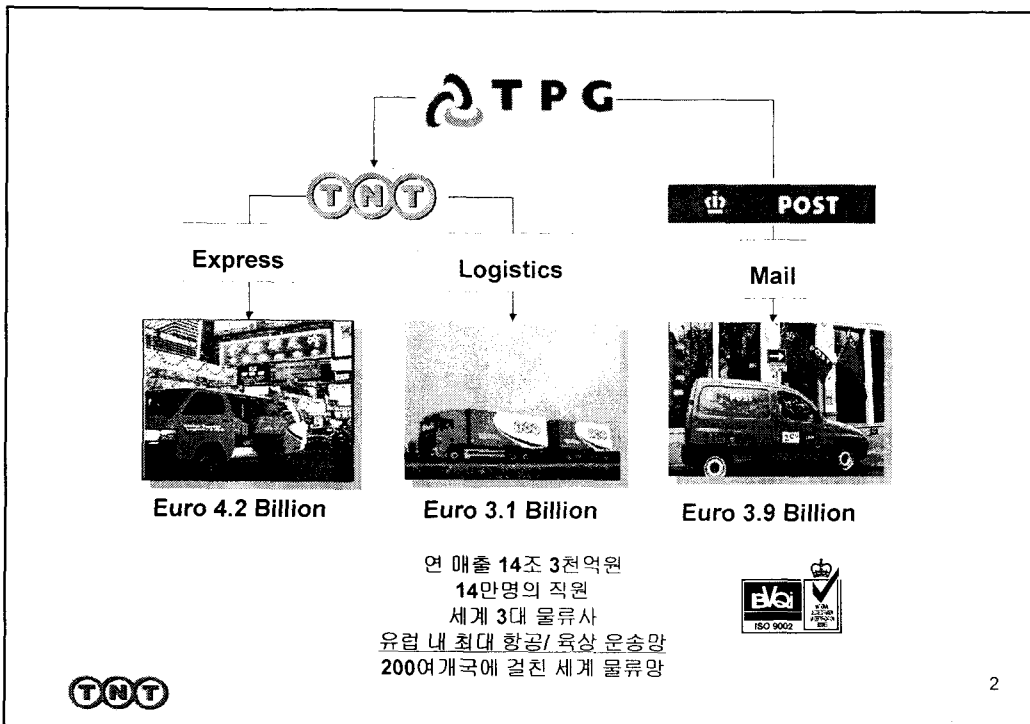 TPG
TNT
POST
Express
Logistics
Mail
Euro 4.2 Billion
Euro 3.1 Billion
Euro 3.9 Billion
연 매출 14조 3천억원
14만명의 직원
세계 3대 물류사
유럽 내 최대 항공/ 육상 운송망
200여개국에 걸친 세계 물류망
BVQi
ISO 9002
TNT
2